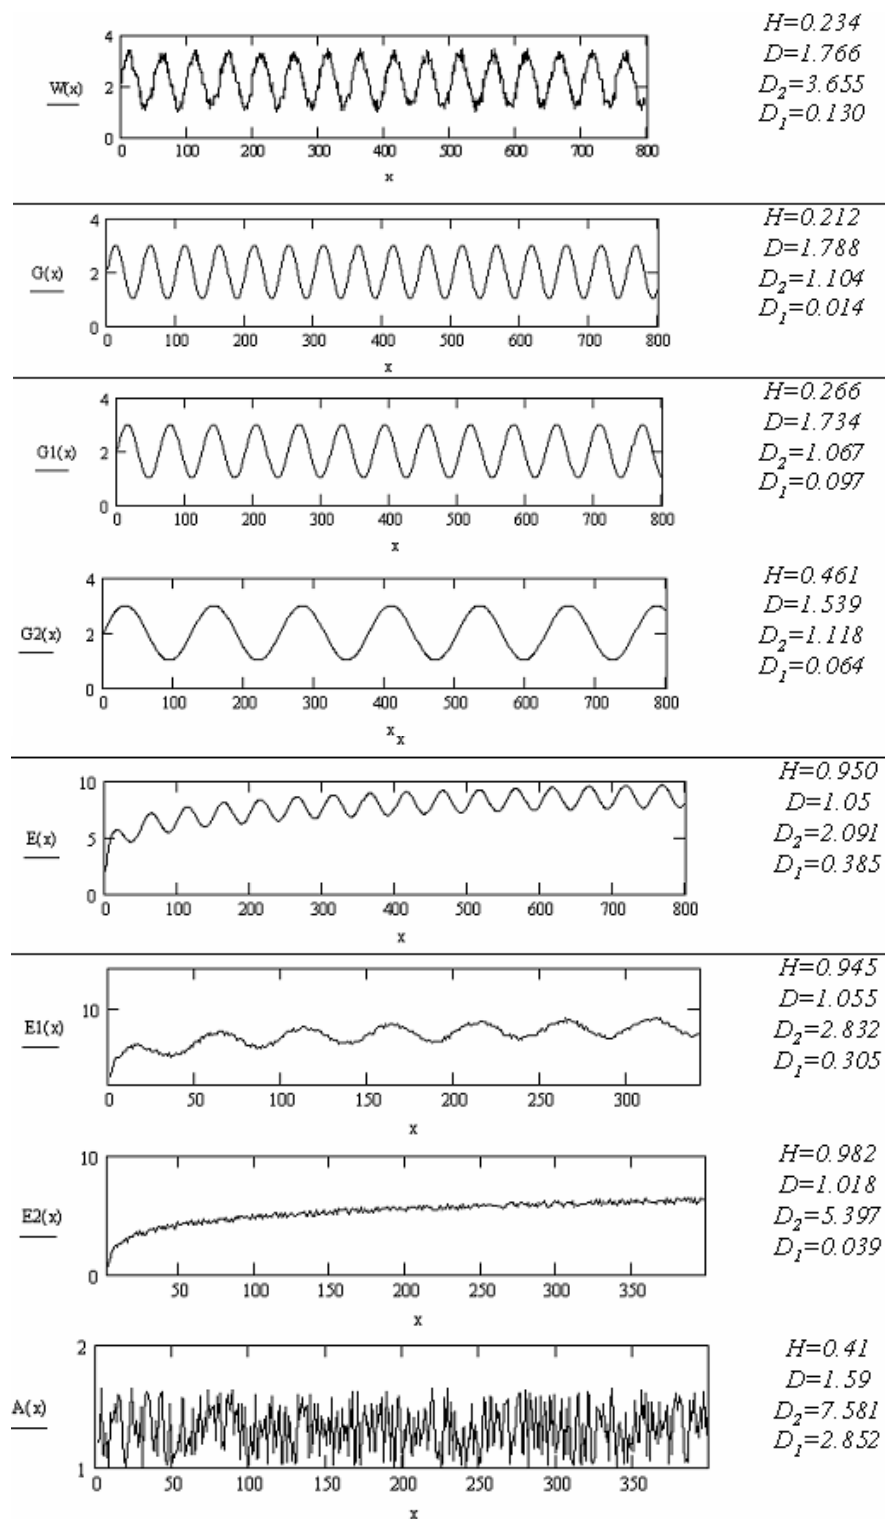 H=0.234
4
D=1.766
W(x)
2
D₂=3.655
D₁=0.130
0
0 100 200 300 400 500 600 700 800
x
H=0.212
4
D=1.788
G(x)
2
D₂=1.104
D₁=0.014
0
0 100 200 300 400 500 600 700 800
x
H=0.266
4
D=1.734
G1(x)
2
D₂=1.067
D₁=0.097
0
0 100 200 300 400 500 600 700 800
x
H=0.461
4
D=1.539
G2(x)
2
D₂=1.118
D₁=0.064
0
0 100 200 300 400 500 600 700 800
x x
H=0.950
10
D=1.05
E(x)
5
D₂=2.091
D₁=0.385
0
0 100 200 300 400 500 600 700 800
x
H=0.945
10
D=1.055
E1(x)
D₂=2.832
D₁=0.305
0 50 100 150 200 250 300
x
H=0.982
10
D=1.018
E2(x)
5
D₂=5.397
D₁=0.039
0
50 100 150 200 250 300 350
x
H=0.41
2
D=1.59
A(x)
D₂=7.581
D₁=2.852
1
0 50 100 150 200 250 300 350
x